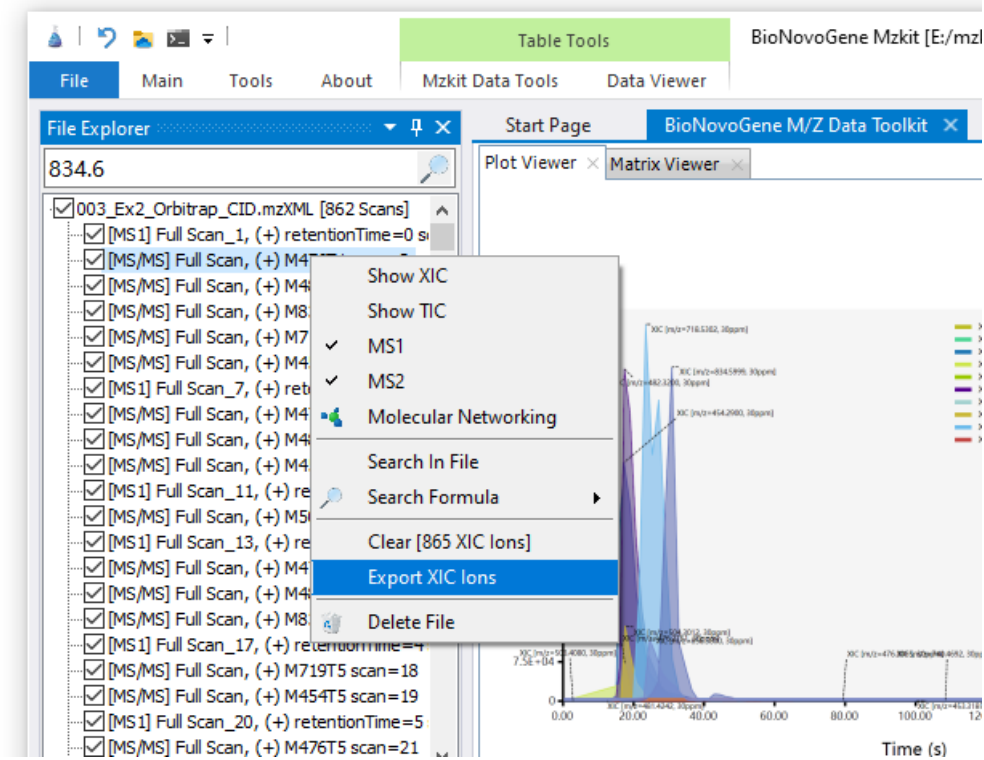 Table Tools
BioNovoGene Mzkit [E:/mzk
File Main Tools About Mzkit Data Tools Data Viewer
File Explorer
Start Page BioNovoGene M/Z Data Toolkit
834.6
Plot Viewer Matrix Viewer
003_Ex2_Orbitrap_CID.mzXML [862 Scans]
[MS1] Full Scan_1, (+) retentionTime=0 s
[MS/MS] Full Scan, (+)
[MS/MS] Full Scan, (+) M4
[MS/MS] Full Scan, (+) M8
[MS/MS] Full Scan, (+) M7
[MS/MS] Full Scan, (+) M4
[MS1] Full Scan_7, (+) ret
[MS/MS] Full Scan, (+) M4
[MS/MS] Full Scan, (+) M4
[MS/MS] Full Scan, (+) M4
[MS1] Full Scan_11, (+) re
[MS/MS] Full Scan, (+) M5
[MS1] Full Scan_13, (+) re
[MS/MS] Full Scan, (+) M4
[MS/MS] Full Scan, (+) M4
[MS/MS] Full Scan, (+) M8
[MS1] Full Scan_17, (+) retentionTime=4
[MS/MS] Full Scan, (+) M719T5 scan=18
[MS/MS] Full Scan, (+) M454T5 scan=19
[MS1] Full Scan_20, (+) retentionTime=5
[MS/MS] Full Scan, (+) M476T5 scan=21
Show XIC
Show TIC
MS1
MS2
Molecular Networking
Search In File
Search Formula
Clear [865 XIC Ions]
Export XIC Ions
Delete File
XIC [m/z=718.5302, 30ppm]
XIC [m/z=834.5999, 30ppm]
[m/z=482.3200, 30ppm]
XIC [m/z=454.2900, 30ppm]
7.5E+04
0
0.00 20.00 40.00 60.00 80.00 100.00 12
Time (s)